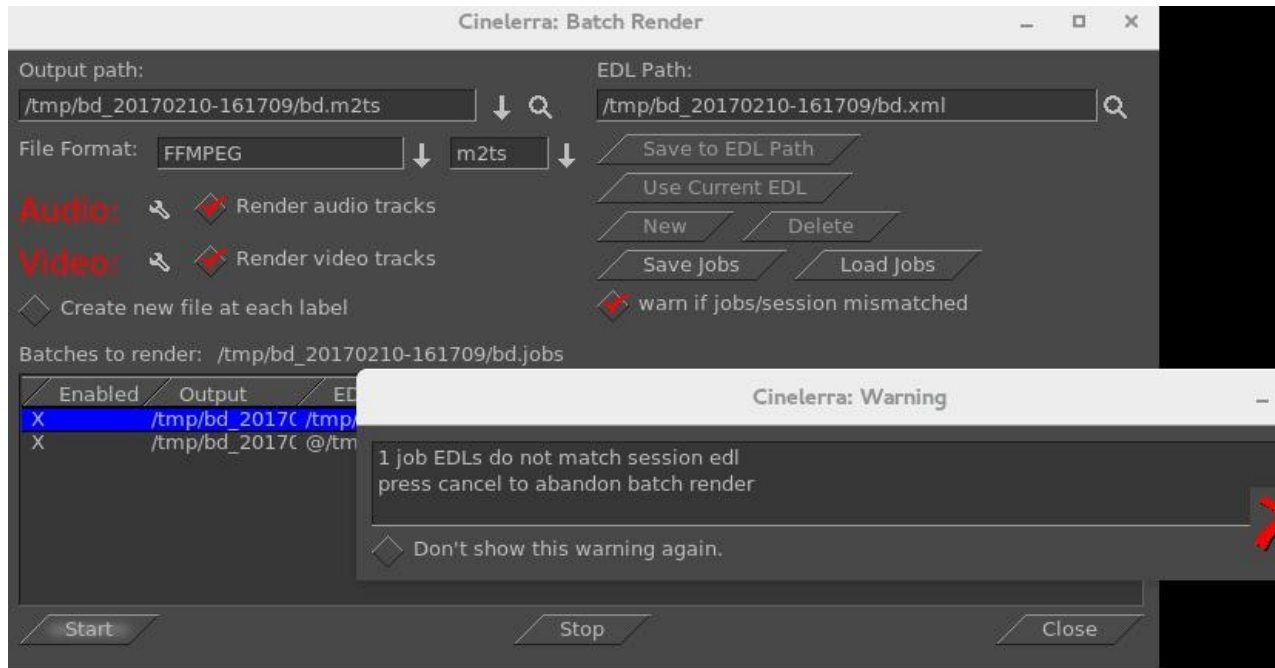 Cinelerra: Batch Render
Output path:
EDL Path:
/tmp/bd_20170210-161709/bd.m2ts
/tmp/bd_20170210-161709/bd.xml
File Format:
FFMPEG
m2ts
Save to EDL Path
Use Current EDL
Audio:
Render audio tracks
New
Delete
Video:
Render video tracks
Save Jobs
Load Jobs
Create new file at each label
warn if jobs/session mismatched
Batches to render: /tmp/bd_20170210-161709/bd.jobs
Enabled Output
X /tmp/bd_2017 /tmp/
X /tmp/bd_2017 @/tm
Cinelerra: Warning
1 job EDLs do not match session edl
press cancel to abandon batch render
Don't show this warning again.
Start
Stop
Close